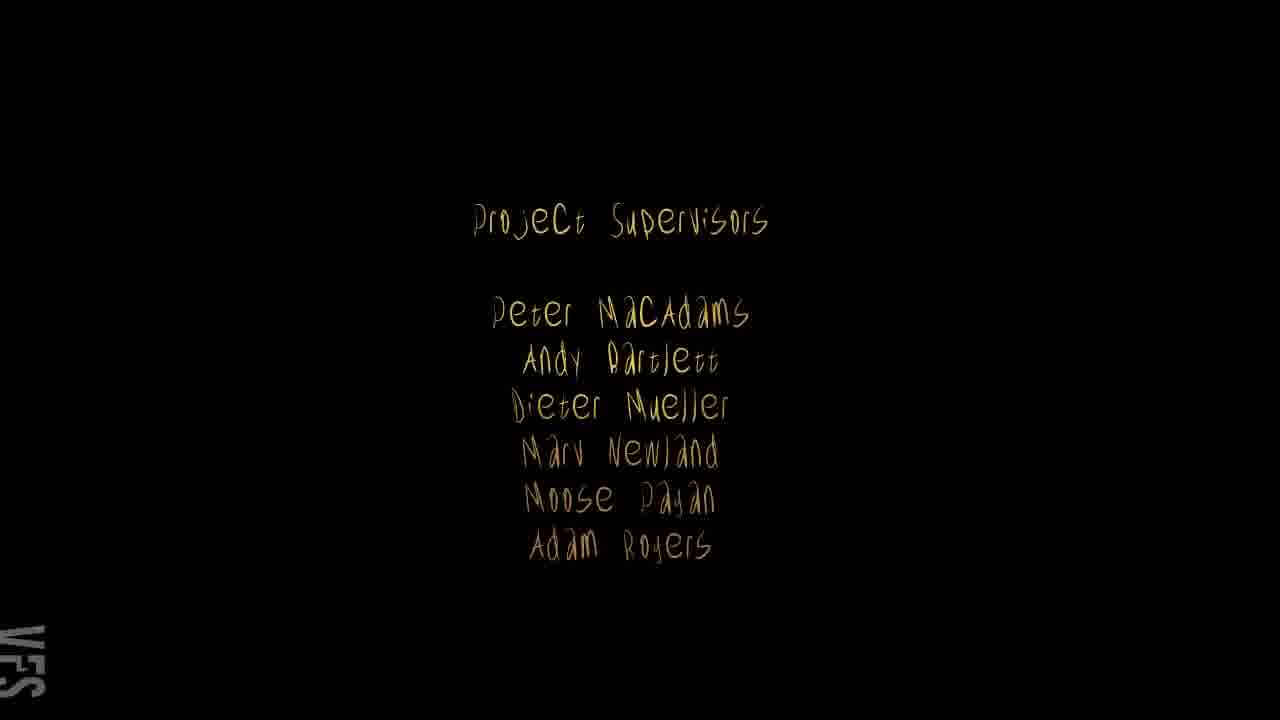 Project Supervisors
Peter MacAdams
Andy Bartlett
Dieter Mueller
Marv Newland
Moose Pagan
Adam Rogers
VFS